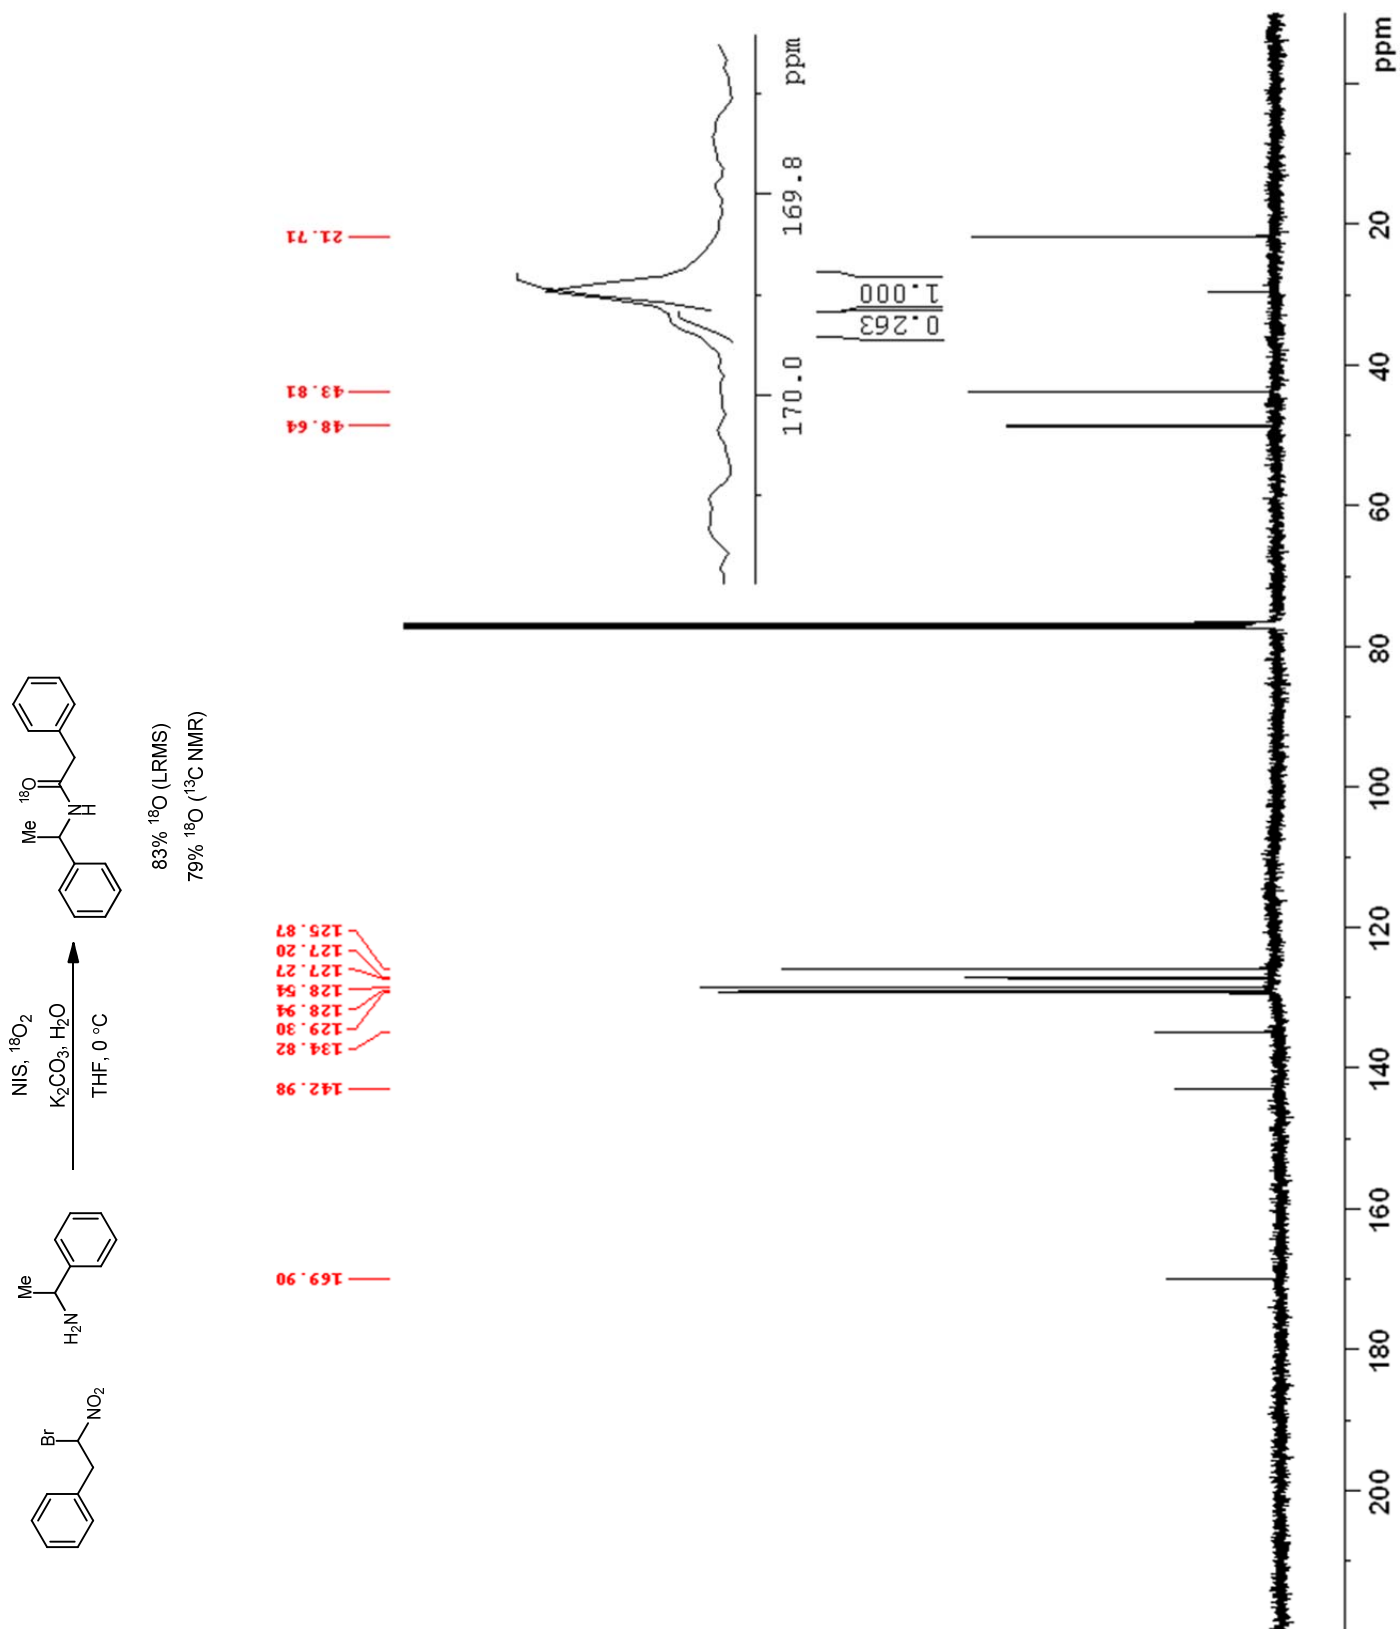 Br
NO₂
H₂N
Me
NIS, ¹⁸O₂
K₂CO₃, H₂O
THF, 0 °C
Me
¹⁸O
N
H
83% ¹⁸O (LRMS)
79% ¹⁸O (¹³C NMR)
169.90
142.98
134.82
129.30
128.94
128.54
127.27
127.20
125.87
48.64
43.81
21.71
170.0
169.8
ppm
0.263
1.000
200
180
160
140
120
100
80
60
40
20
ppm